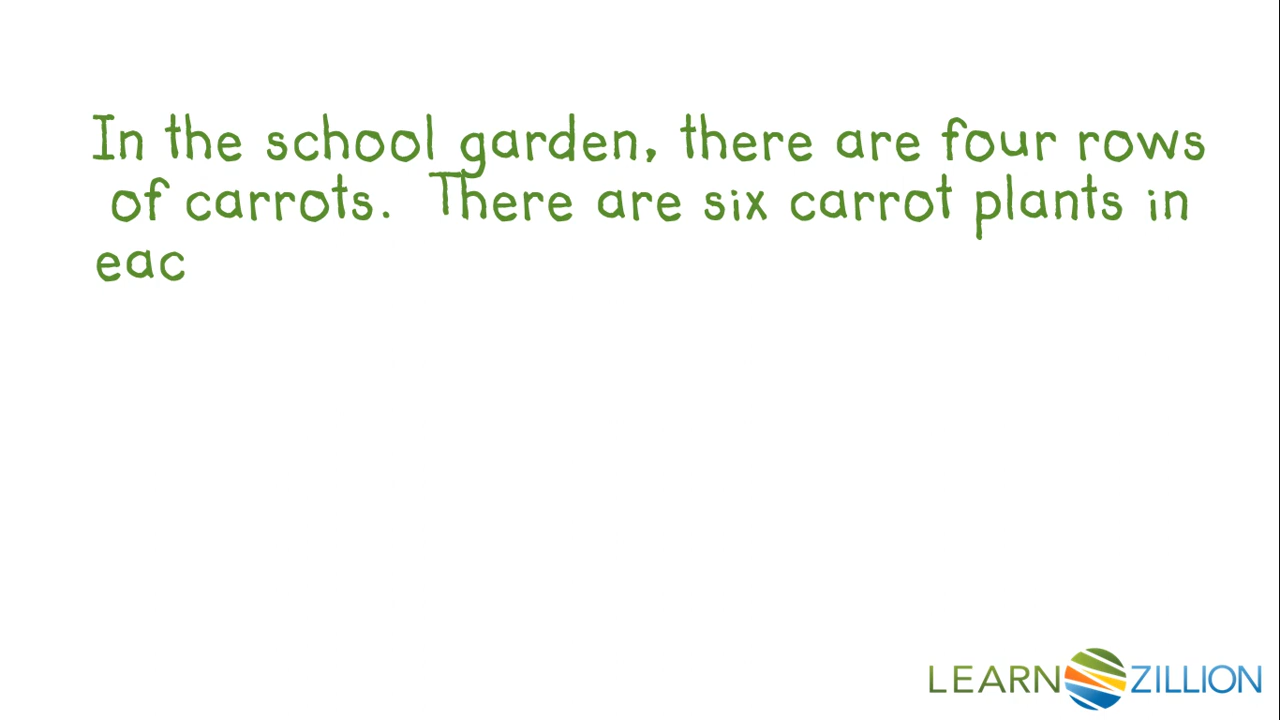 In the school garden, there are four rows
of carrots. There are six carrot plants in
eac
LEARNZILLION